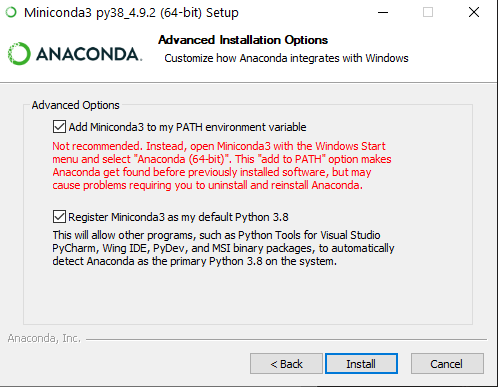 Miniconda3 py38_4.9.2 (64-bit) Setup
ANACONDA.
Advanced Installation Options
Customize how Anaconda integrates with Windows
Advanced Options
Add Miniconda3 to my PATH environment variable
Not recommended. Instead, open Miniconda3 with the Windows Start
menu and select "Anaconda (64-bit)". This "add to PATH" option makes
Anaconda get found before previously installed software, but may
cause problems requiring you to uninstall and reinstall Anaconda.
Register Miniconda3 as my default Python 3.8
This will allow other programs, such as Python Tools for Visual Studio
PyCharm, Wing IDE, PyDev, and MSI binary packages, to automatically
detect Anaconda as the primary Python 3.8 on the system.
Anaconda, Inc.
< Back
Install
Cancel